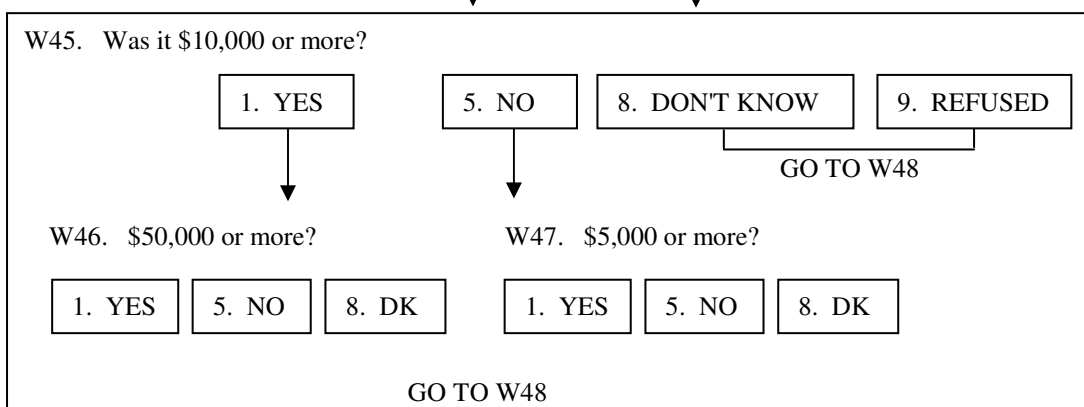 W45. Was it $10,000 or more?
1. YES 5. NO 8. DON'T KNOW 9. REFUSED
GO TO W48
W46. $50,000 or more? W47. $5,000 or more?
1. YES 5. NO 8. DK 1. YES 5. NO 8. DK
GO TO W48